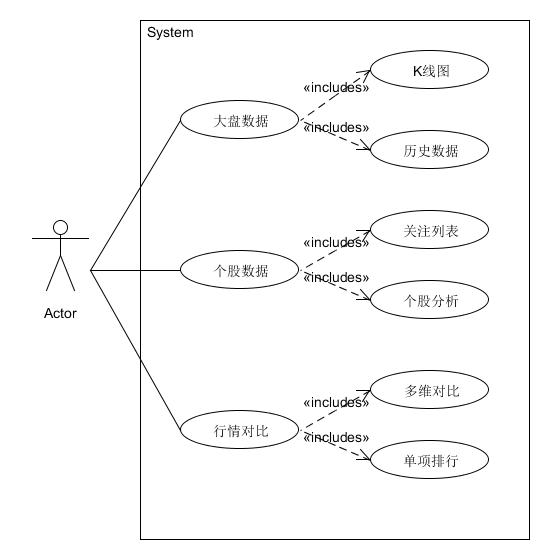 System
K线图
«includes»
大盘数据
«includes»
历史数据
关注列表
«includes»
个股数据
«includes»
个股分析
Actor
多维对比
«includes»
行情对比
«includes»
单项排行